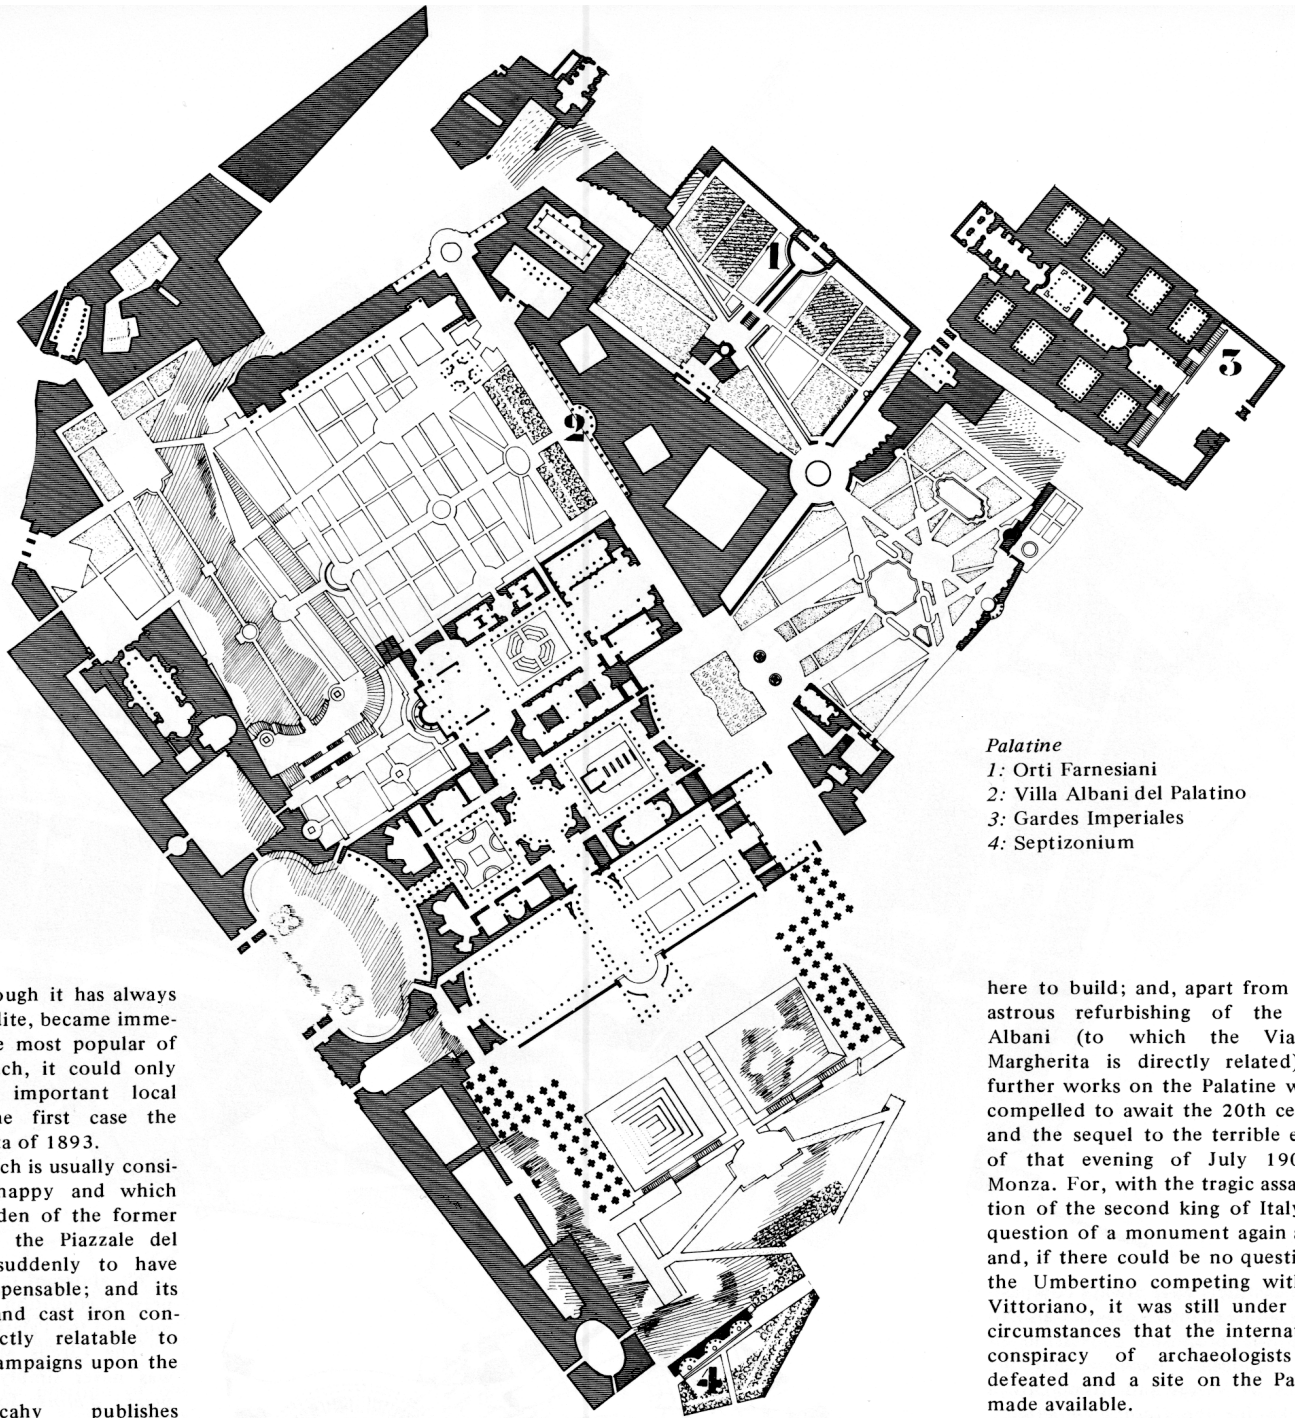 1
2
3
Palatine
1: Orti Farnesiani
2: Villa Albani del Palatino
3: Gardes Imperiales
4: Septizonium
ough it has always
lite, became imme-
e most popular of
ch, it could only
important local
ne first case the
ta of 1893.
ch is usually consi-
happy and which
den of the former
the Piazzale del
suddenly to have
pensable; and its
and cast iron con-
ctly relatable to
ampaigns upon the
cahy publishes
here to build; and, apart from
astrous refurbishing of the
Albani (to which the Via
Margherita is directly related)
further works on the Palatine w
compelled to await the 20th ce
and the sequel to the terrible e
of that evening of July 190
Monza. For, with the tragic assa
tion of the second king of Italy
question of a monument again a
and, if there could be no questi
the Umbertino competing with
Vittoriano, it was still under
circumstances that the internat
conspiracy of archaeologists
defeated and a site on the Pa
made available.
4